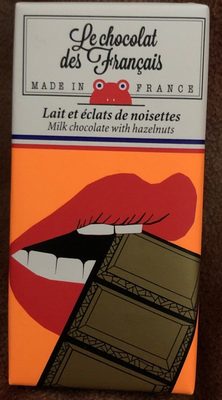 Le chocolat
des Français
MADE IN FRANCE
Lait et éclats de noisettes
Milk chocolate with hazelnuts